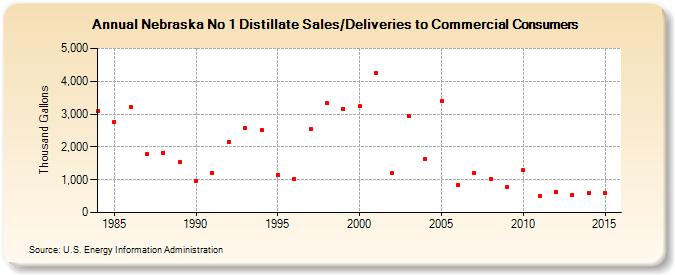 Annual Nebraska No 1 Distillate Sales/Deliveries to Commercial Consumers
Thousand Gallons
5,000
4,000
3,000
2,000
1,000
0
1985 1990 1995 2000 2005 2010 2015
Source: U.S. Energy Information Administration